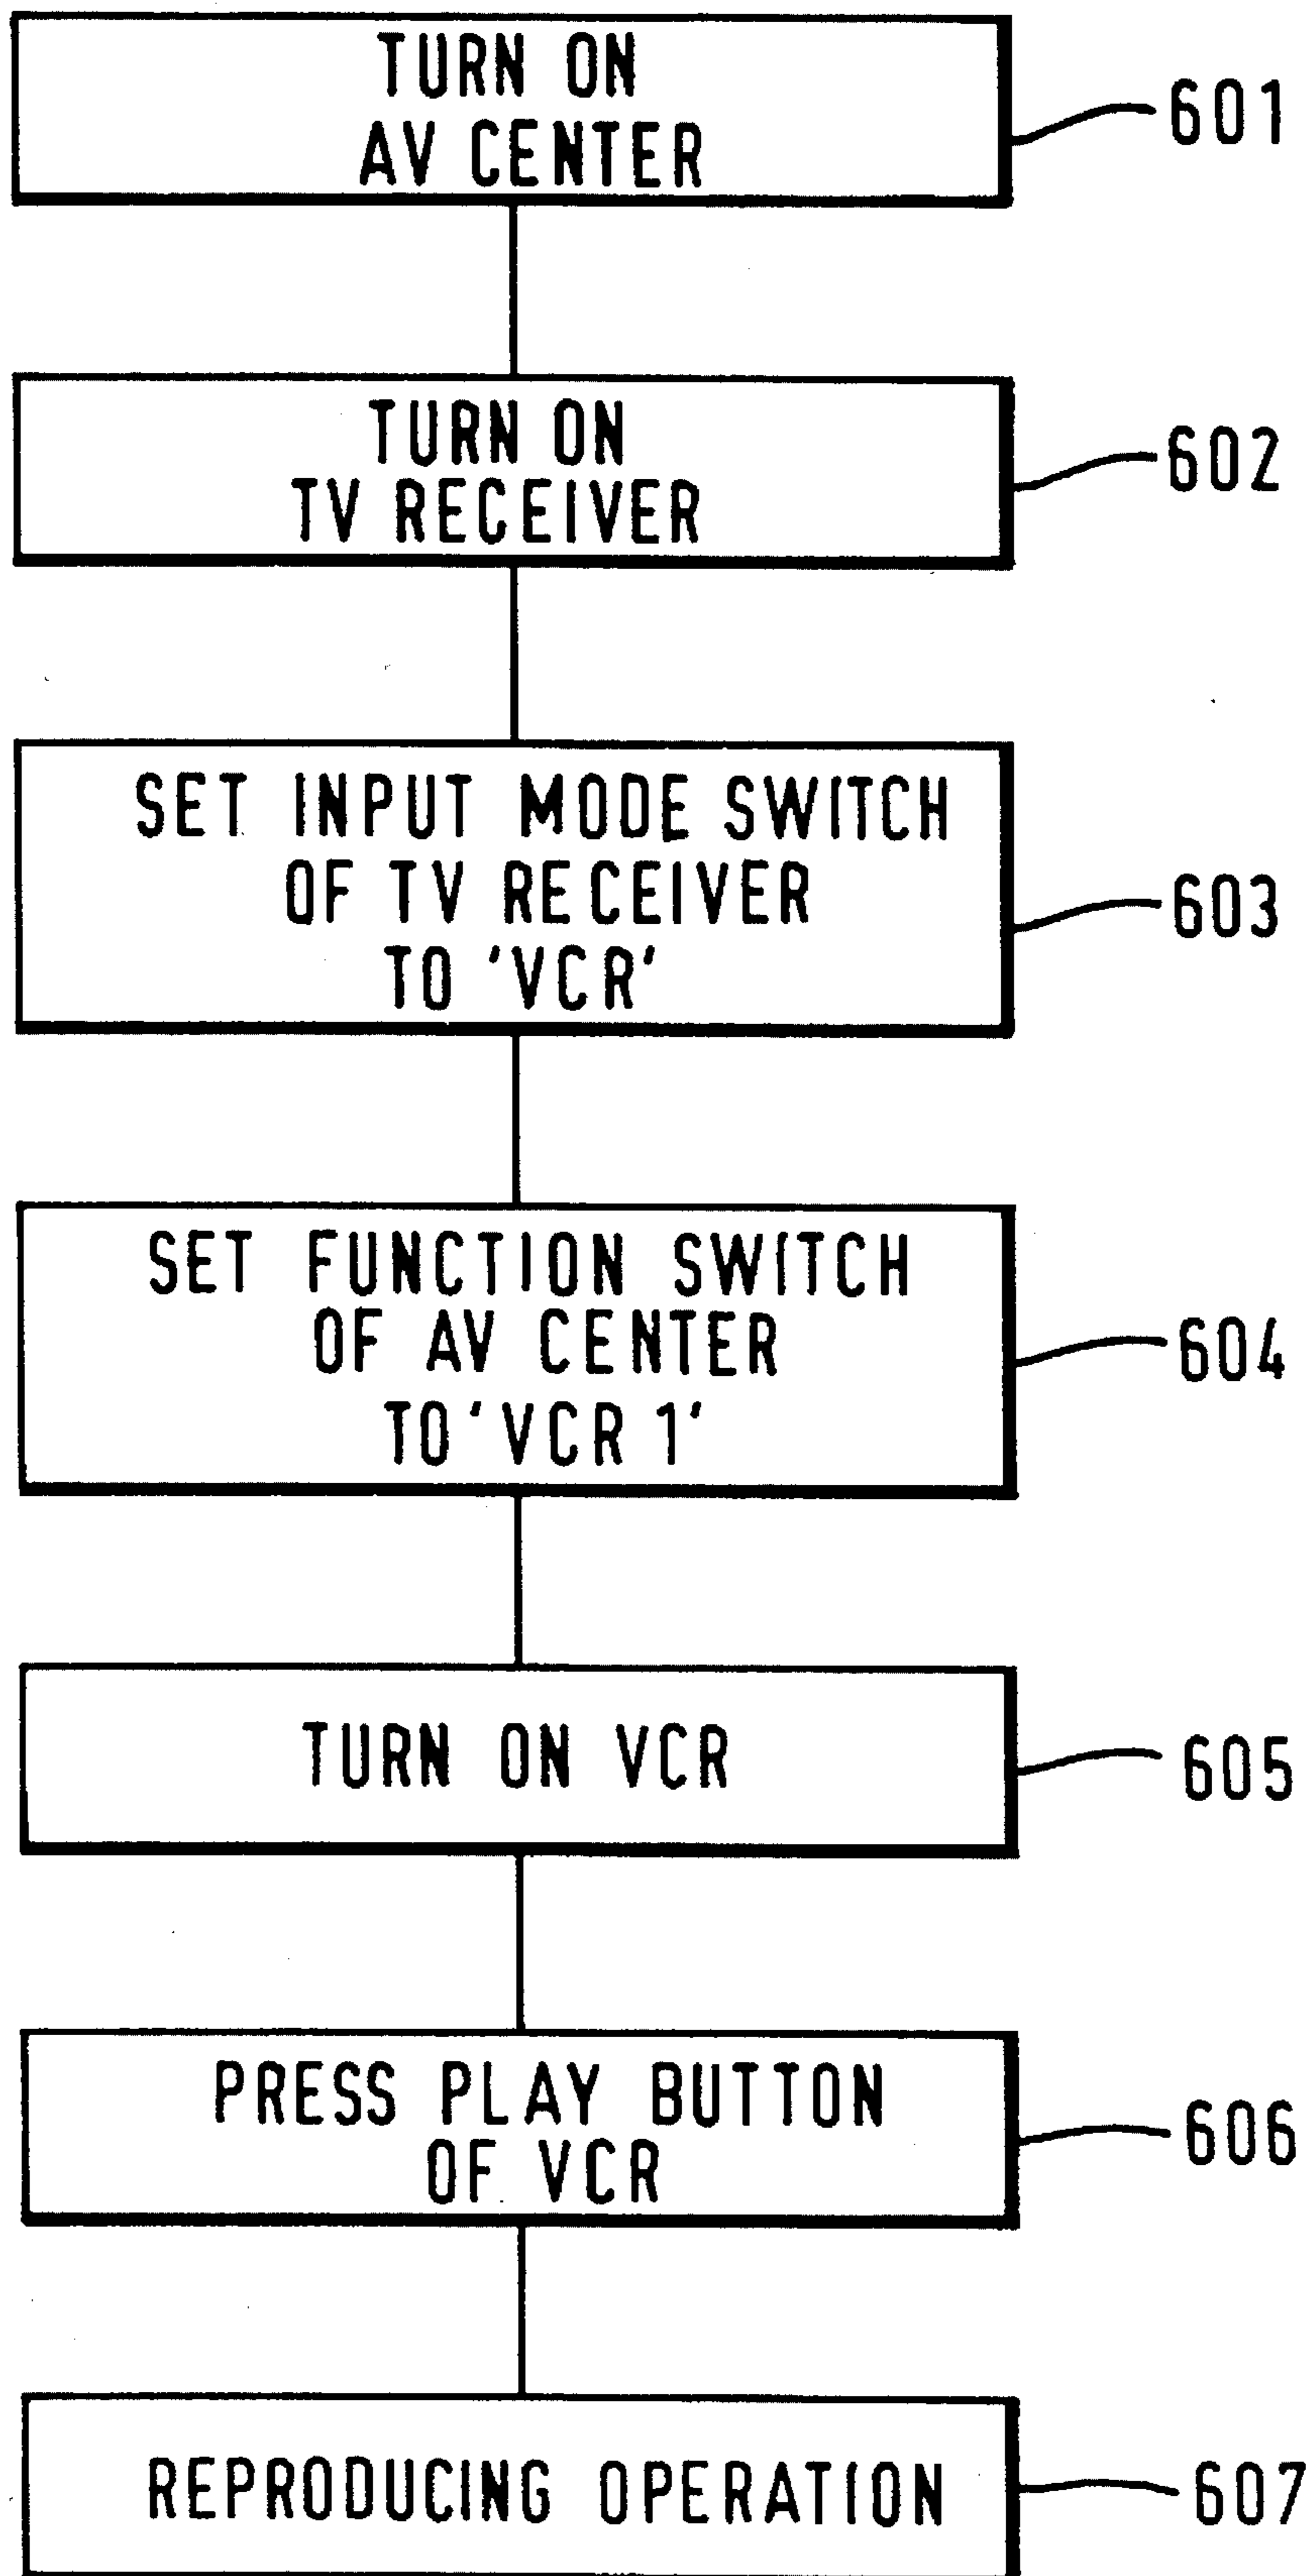 TURN ON
AV CENTER
601
TURN ON
TV RECEIVER
602
SET INPUT MODE SWITCH
OF TV RECEIVER
TO 'VCR'
603
SET FUNCTION SWITCH
OF AV CENTER
TO 'VCR 1'
604
TURN ON VCR
605
PRESS PLAY BUTTON
OF VCR
606
REPRODUCING OPERATION
607